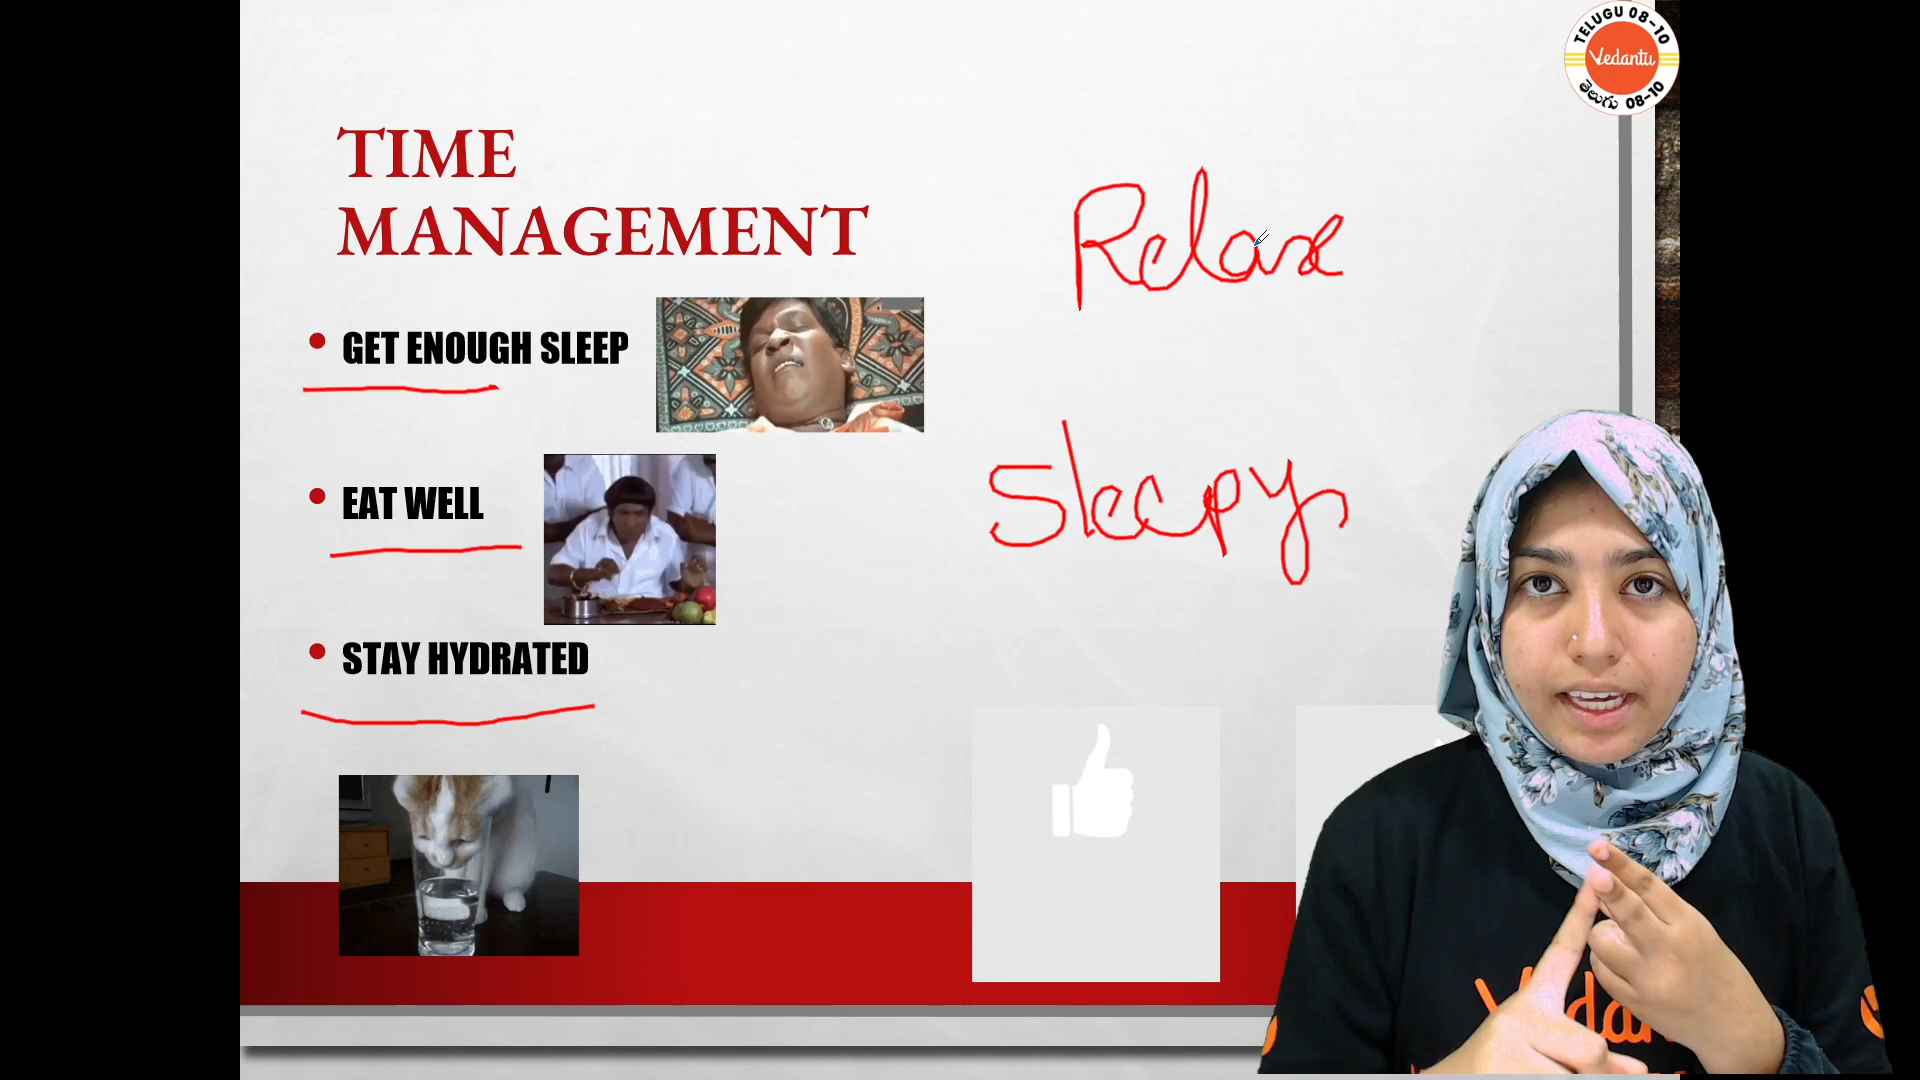 TELUGU 08-10
Vedantu
తెలుగు 08-10
TIME
MANAGEMENT
Relax
• GET ENOUGH SLEEP
Sleepy
• EAT WELL
• STAY HYDRATED